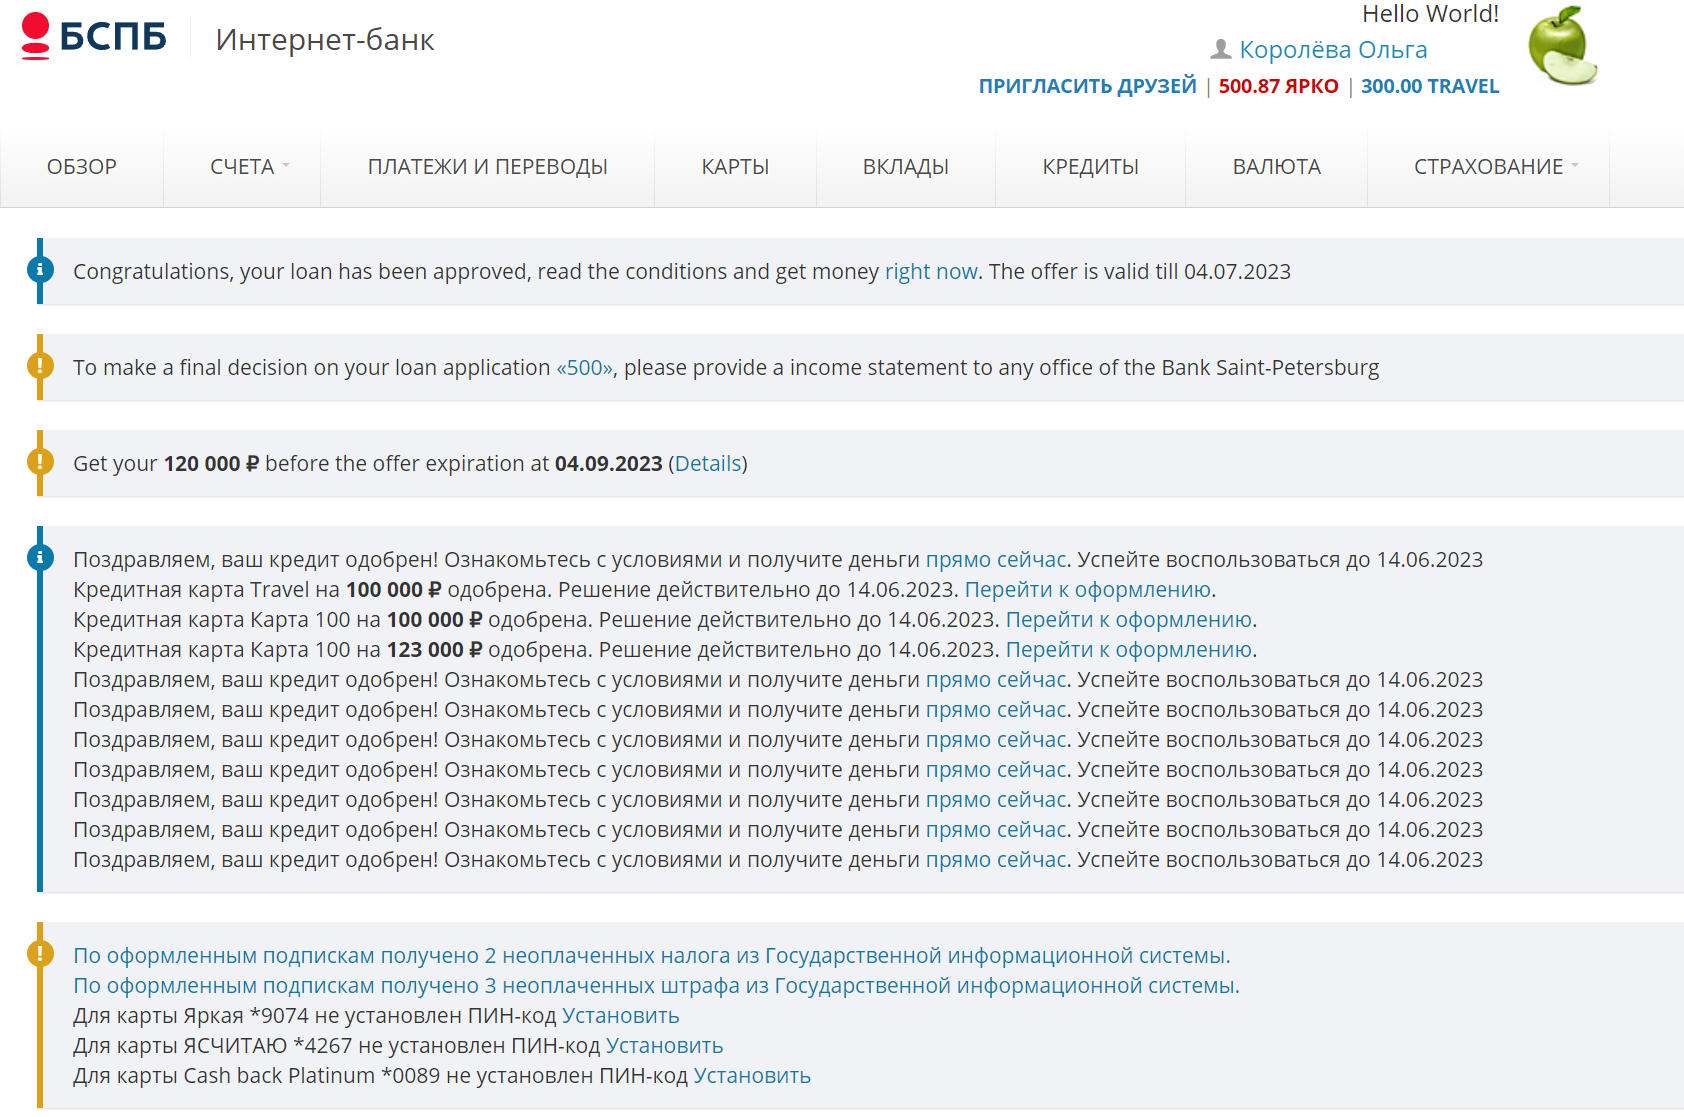 БСПБ
Интернет-банк
Hello World!
Королёва Ольга
ПРИГЛАСИТЬ ДРУЗЕЙ | 500.87 ЯРКО | 300.00 TRAVEL
ОБЗОР СЧЕТА ПЛАТЕЖИ И ПЕРЕВОДЫ КАРТЫ ВКЛАДЫ КРЕДИТЫ ВАЛЮТА СТРАХОВАНИЕ
Congratulations, your loan has been approved, read the conditions and get money right now. The offer is valid till 04.07.2023
To make a final decision on your loan application «500», please provide a income statement to any office of the Bank Saint-Petersburg
Get your 120 000 ₽ before the offer expiration at 04.09.2023 (Details)
Поздравляем, ваш кредит одобрен! Ознакомьтесь с условиями и получите деньги прямо сейчас. Успейте воспользоваться до 14.06.2023
Кредитная карта Travel на 100 000 ₽ одобрена. Решение действительно до 14.06.2023. Перейти к оформлению.
Кредитная карта Карта 100 на 100 000 ₽ одобрена. Решение действительно до 14.06.2023. Перейти к оформлению.
Кредитная карта Карта 100 на 123 000 ₽ одобрена. Решение действительно до 14.06.2023. Перейти к оформлению.
Поздравляем, ваш кредит одобрен! Ознакомьтесь с условиями и получите деньги прямо сейчас. Успейте воспользоваться до 14.06.2023
Поздравляем, ваш кредит одобрен! Ознакомьтесь с условиями и получите деньги прямо сейчас. Успейте воспользоваться до 14.06.2023
Поздравляем, ваш кредит одобрен! Ознакомьтесь с условиями и получите деньги прямо сейчас. Успейте воспользоваться до 14.06.2023
Поздравляем, ваш кредит одобрен! Ознакомьтесь с условиями и получите деньги прямо сейчас. Успейте воспользоваться до 14.06.2023
Поздравляем, ваш кредит одобрен! Ознакомьтесь с условиями и получите деньги прямо сейчас. Успейте воспользоваться до 14.06.2023
Поздравляем, ваш кредит одобрен! Ознакомьтесь с условиями и получите деньги прямо сейчас. Успейте воспользоваться до 14.06.2023
Поздравляем, ваш кредит одобрен! Ознакомьтесь с условиями и получите деньги прямо сейчас. Успейте воспользоваться до 14.06.2023
По оформленным подпискам получено 2 неоплаченных налога из Государственной информационной системы.
По оформленным подпискам получено 3 неоплаченных штрафа из Государственной информационной системы.
Для карты Яркая *9074 не установлен ПИН-код Установить
Для карты ЯСЧИТАЮ *4267 не установлен ПИН-код Установить
Для карты Cash back Platinum *0089 не установлен ПИН-код Установить